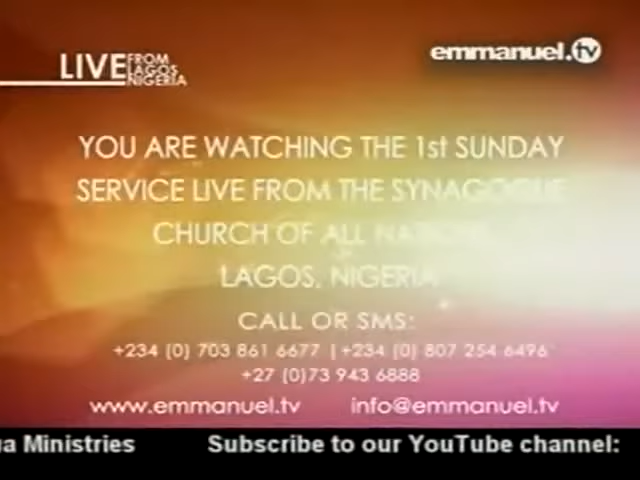 LIVE FROM LAGOS NIGERIA
emmanuel.tv
YOU ARE WATCHING THE 1st SUNDAY
SERVICE LIVE FROM THE SYNAGOGUE
CHURCH OF ALL NATIONS
LAGOS, NIGERIA
CALL OR SMS:
+234 (0) 703 861 6677 | +234 (0) 807 254 6496
+27 (0)73 943 6888
www.emmanuel.tv info@emmanuel.tv
a Ministries Subscribe to our YouTube channel: